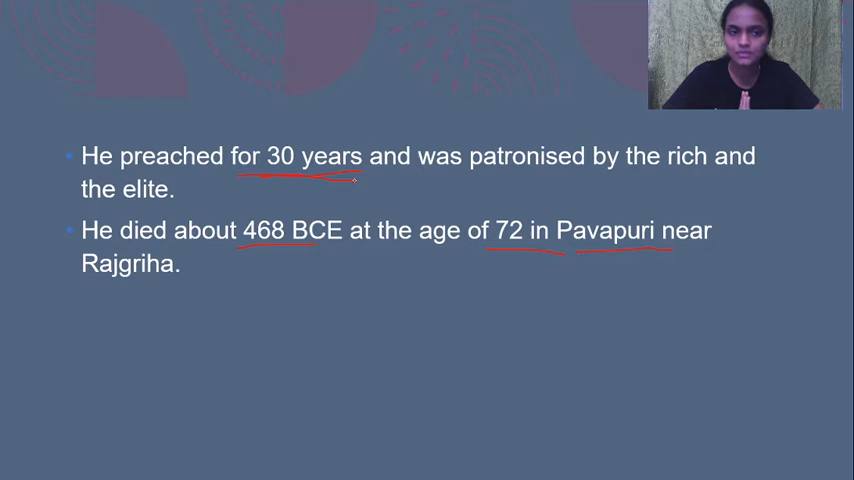 He preached for 30 years and was patronised by the rich and
the elite.
He died about 468 BCE at the age of 72 in Pavapuri near
Rajgriha.